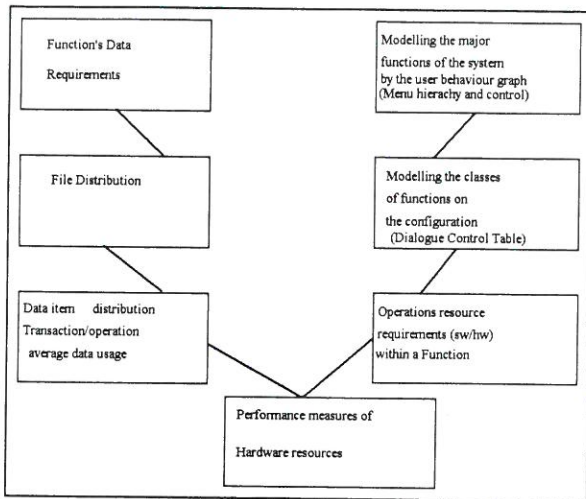 Function's Data
Requirements
Modelling the major
functions of the system
by the user behaviour graph
(Menu hierachy and control)
File Distribution
Modelling the classes
of functions on
the configuration
(Dialogue Control Table)
Data item distribution
Transaction/operation
average data usage
Operations resource
requirements (sw/hw)
within a Function
Performance measures of
Hardware resources